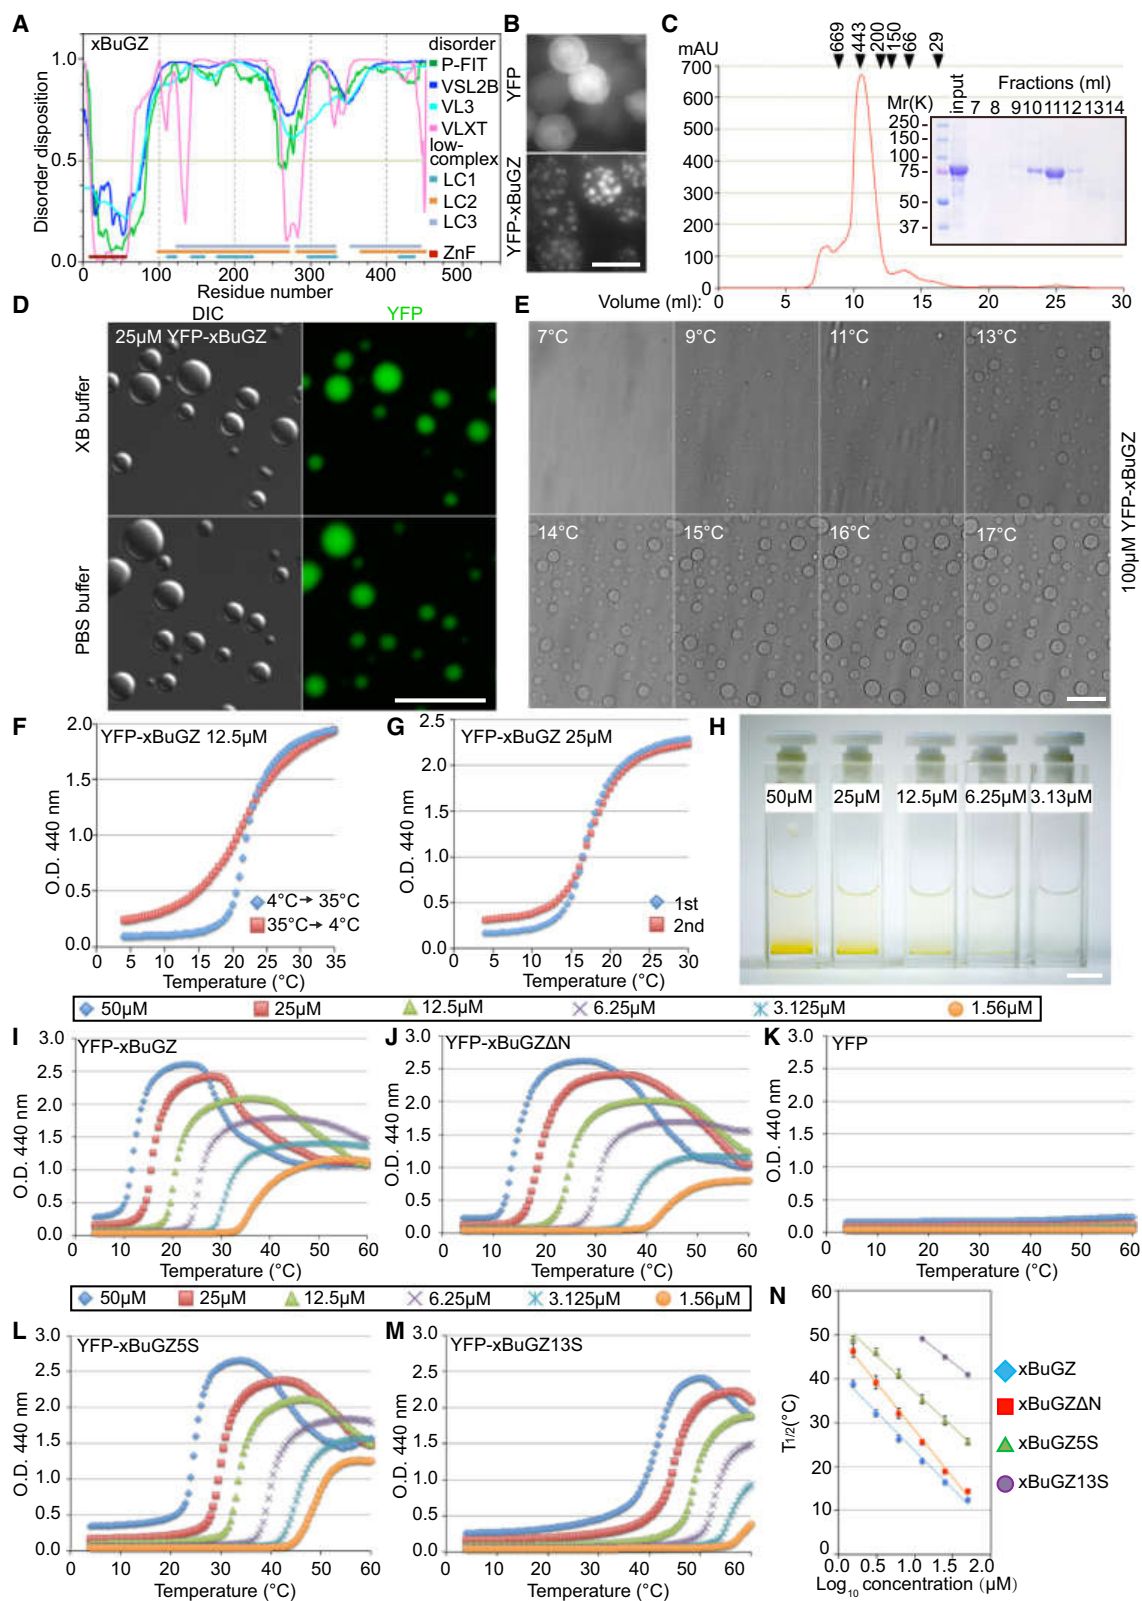 A
xBuGZ
disorder
P-FIT
VSL2B
VL3
VLXT
low-
complex
LC1
LC2
LC3
ZnF
Disorder disposition
1.0
0.5
0.0
100
200
300
400
500
Residue number
B
YFP
YFP-xBuGZ
C
669
443
200
150
66
29
mAU
700
600
500
400
300
200
100
0
0 5 10 15 20 25 30
Volume (ml):
Fractions (ml)
Mr(K)
input 7 8 9 10 11 12 13 14
250
150
100
75
50
37
D
DIC
YFP
25µM YFP-xBuGZ
XB buffer
PBS buffer
E
7°C
9°C
11°C
13°C
14°C
15°C
16°C
17°C
100µM YFP-xBuGZ
F
YFP-xBuGZ 12.5µM
O.D. 440 nm
2.0
1.5
1.0
0.5
0.0
4°C → 35°C
35°C → 4°C
0 5 10 15 20 25 30 35
Temperature (°C)
G
YFP-xBuGZ 25µM
O.D. 440 nm
2.5
2.0
1.5
1.0
0.5
0.0
1st
2nd
0 5 10 15 20 25 30
Temperature (°C)
H
50µM
25µM
12.5µM
6.25µM
3.13µM
50µM 25µM 12.5µM 6.25µM 3.125µM 1.56µM
I
YFP-xBuGZ
O.D. 440 nm
3.0
2.5
2.0
1.5
1.0
0.5
0.0
0 10 20 30 40 50 60
Temperature (°C)
J
YFP-xBuGZΔN
O.D. 440 nm
3.0
2.5
2.0
1.5
1.0
0.5
0.0
0 10 20 30 40 50 60
Temperature (°C)
K
YFP
O.D. 440 nm
3.0
2.5
2.0
1.5
1.0
0.5
0.0
0 10 20 30 40 50 60
Temperature (°C)
50µM 25µM 12.5µM 6.25µM 3.125µM 1.56µM
L
YFP-xBuGZ5S
O.D. 440 nm
3.0
2.5
2.0
1.5
1.0
0.5
0.0
0 10 20 30 40 50 60
Temperature (°C)
M
YFP-xBuGZ13S
O.D. 440 nm
3.0
2.5
2.0
1.5
1.0
0.5
0.0
0 10 20 30 40 50 60
Temperature (°C)
N
T1/2(°C)
60
50
40
30
20
10
0
0.0 0.5 1.0 1.5 2.0
Log10 concentration (µM)
xBuGZ
xBuGZΔN
xBuGZ5S
xBuGZ13S